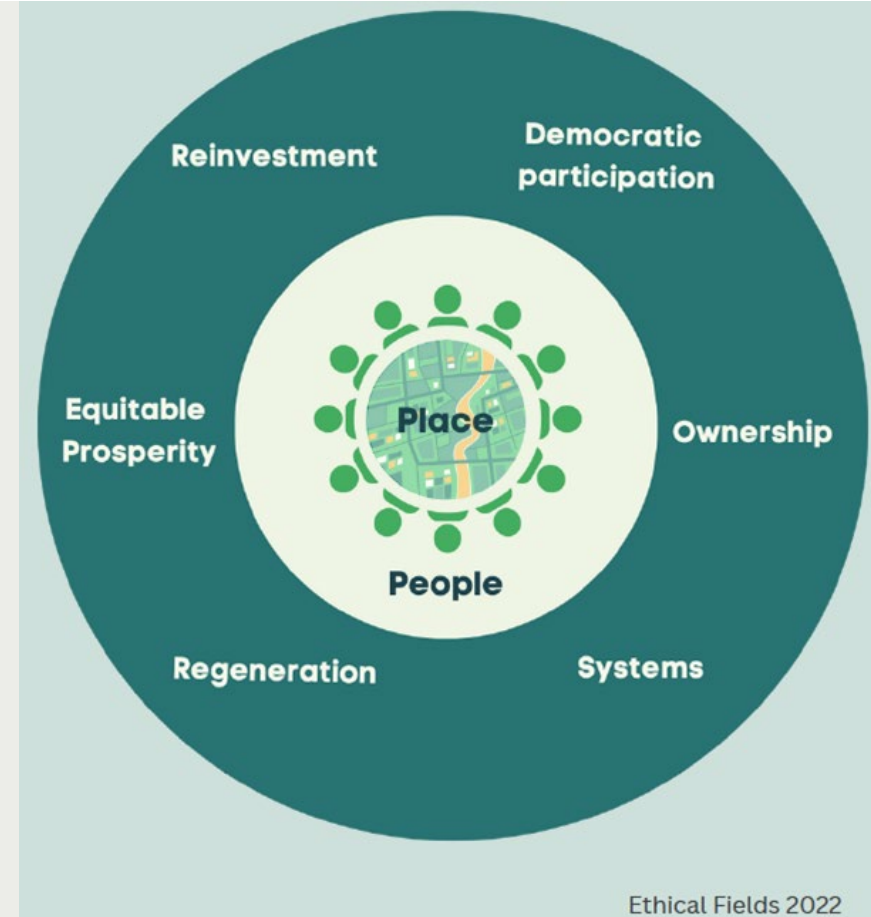 Reinvestment
Democratic
participation
Equitable
Prosperity
Place
Ownership
People
Regeneration
Systems
Ethical Fields 2022